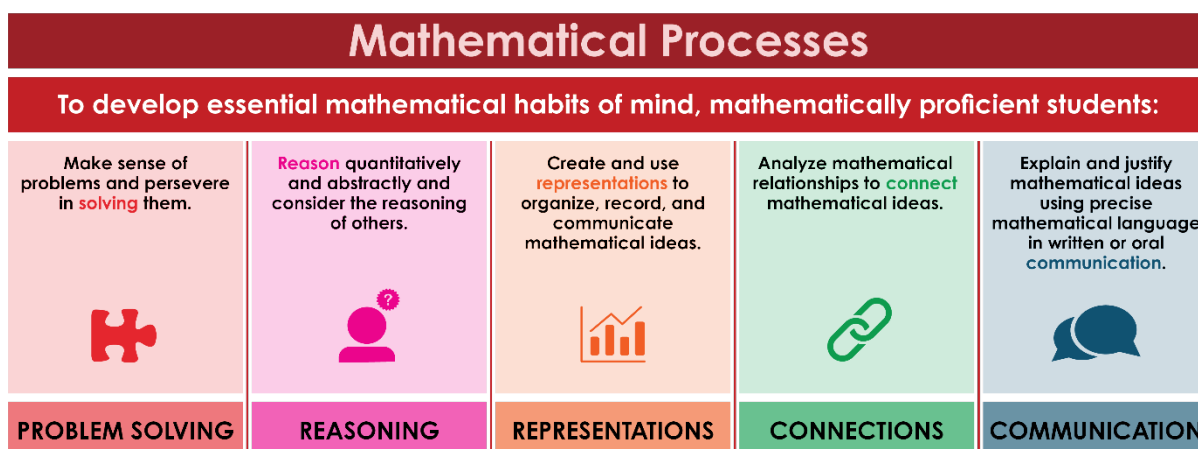 Mathematical Processes
To develop essential mathematical habits of mind, mathematically proficient students:
Make sense of
problems and persevere
in solving them.
PROBLEM SOLVING
Reason quantitatively
and abstractly and
consider the reasoning
of others.
?
REASONING
Create and use
representations to
organize, record, and
communicate
mathematical ideas.
REPRESENTATIONS
Analyze mathematical
relationships to connect
mathematical ideas.
CONNECTIONS
Explain and justify
mathematical ideas
using precise
mathematical language
in written or oral
communication.
COMMUNICATION